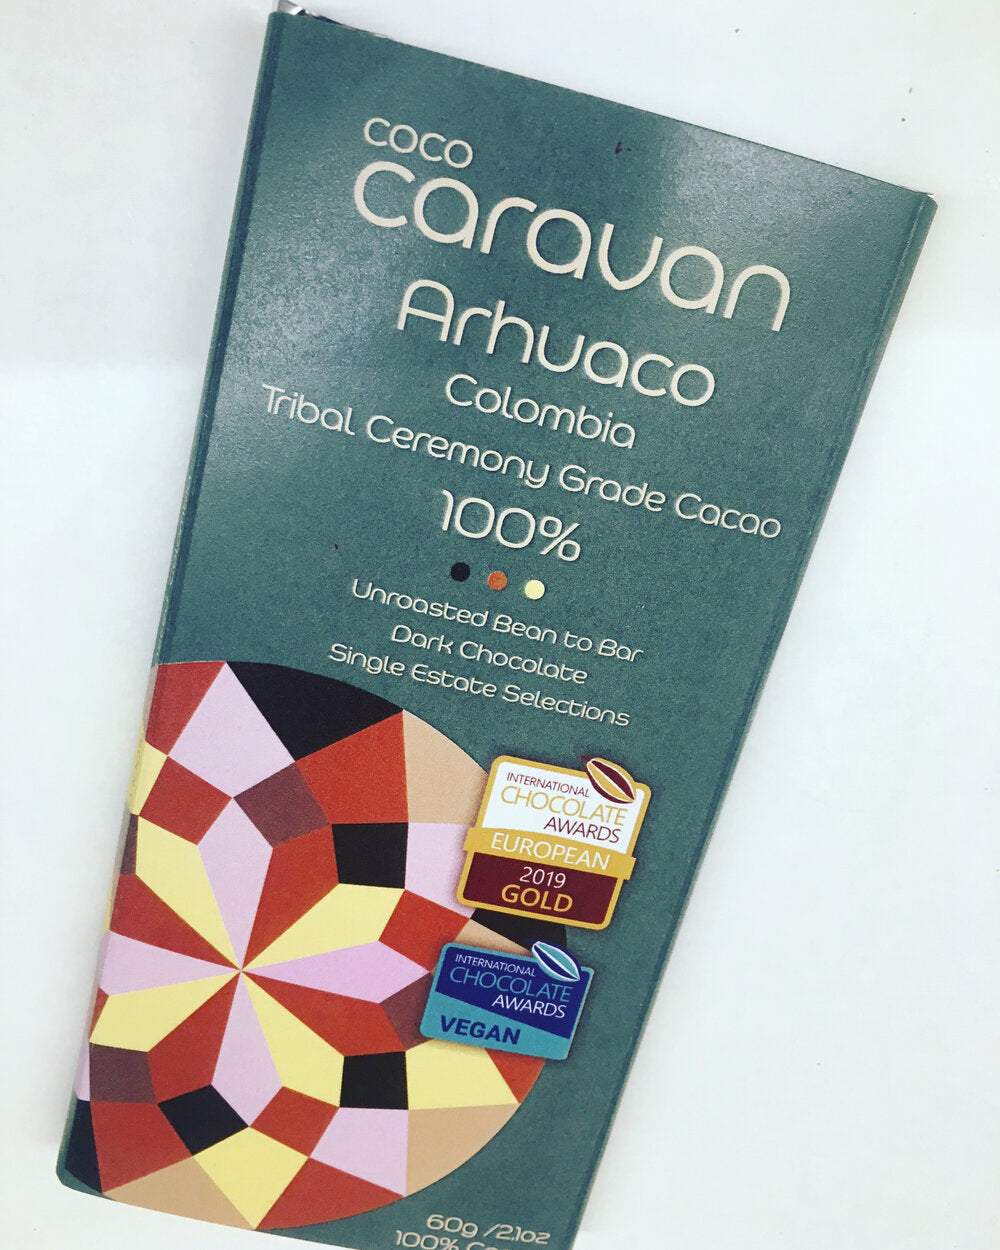 coco
caravan
Arhuaco
Colombia
Tribal Ceremony Grade Cacao
100%
Unroasted Bean to Bar
Dark Chocolate
Single Estate Selections
INTERNATIONAL
CHOCOLATE
AWARDS
EUROPEAN
2019
GOLD
INTERNATIONAL
CHOCOLATE
AWARDS
VEGAN
60g /2.1oz
100%